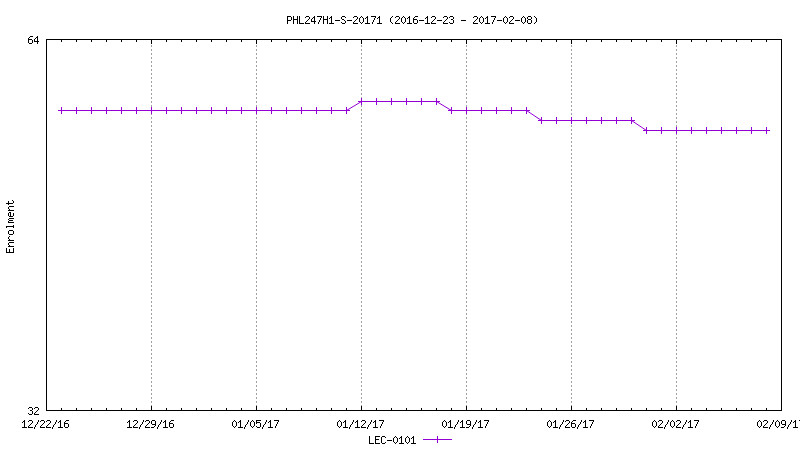 PHL247H1-S-20171 (2016-12-23 - 2017-02-08)
64
Enrolment
32
12/22/16 12/29/16 01/05/17 01/12/17 01/19/17 01/26/17 02/02/17 02/09/1
LEC-0101